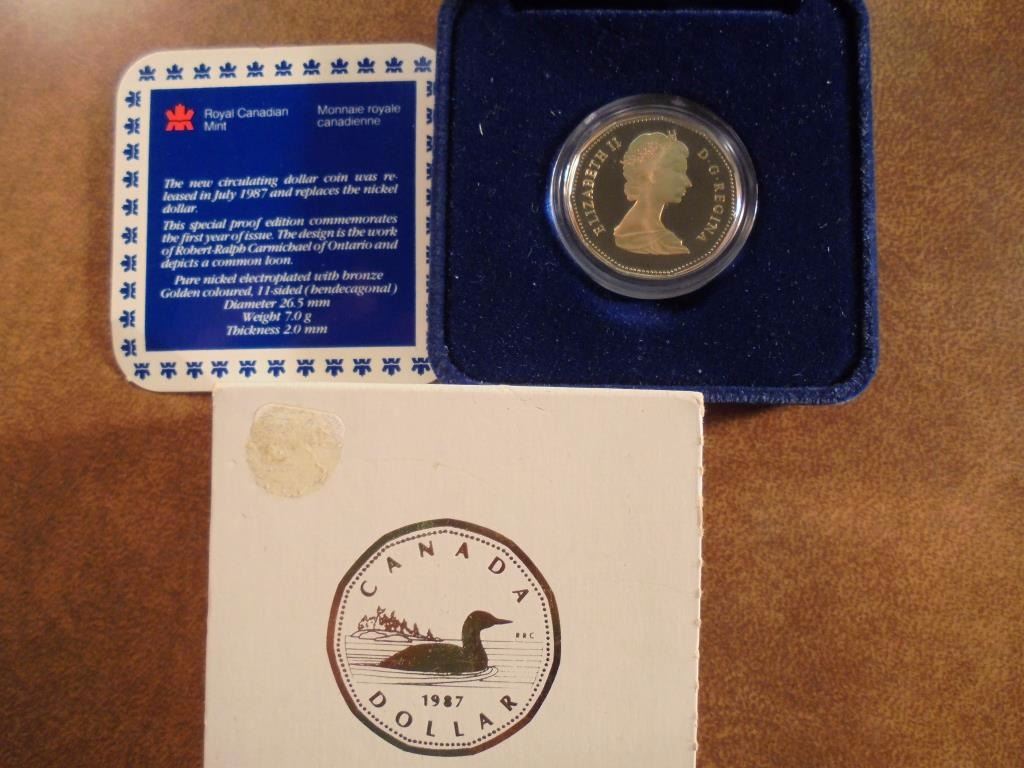 Royal Canadian
Mint
Monnaie royale
canadienne
The new circulating dollar coin was re-
leased in July 1987 and replaces the nickel
dollar.
This special proof edition commemorates
the first year of issue. The design is the work
of Robert-Ralph Carmichael of Ontario and
depicts a common loon.
Pure nickel electroplated with bronze
Golden coloured, 11-sided (hendecagonal)
Diameter 26.5 mm
Weight 7.0 g
Thickness 2.0 mm
ELIZABETH II D·G·REGINA
CANADA
RRC
1987
DOLLAR